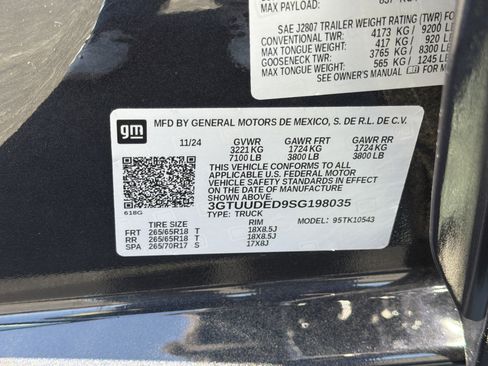 MAX PAYLOAD:
SAE J2807 TRAILER WEIGHT RATING (TWR) FO
CONVENTIONAL TWR: 4173 KG / 9200 LB
MAX TONGUE WEIGHT: 417 KG / 920 LB
GOOSENECK TWR: 3765 KG / 8300 LB
MAX TONGUE WEIGHT: 565 KG / 1245 LB
SEE OWNER'S MANUAL
gm
MFD BY GENERAL MOTORS DE MEXICO, S. DE R.L. DE C.V.
11/24 GVWR GAWR FRT GAWR RR
3221 KG 1724 KG 1724 KG
7100 LB 3800 LB 3800 LB
THIS VEHICLE CONFORMS TO ALL
APPLICABLE U.S. FEDERAL MOTOR
VEHICLE SAFETY STANDARDS IN
EFFECT ON THE DATE OF
MANUFACTURE SHOWN ABOVE.
3GTUUDED9SG198035
TYPE: TRUCK MODEL: 95TK10543
618G
TIRE SIZE RIM
FRT 265/65R18 T 18X8.5J
RR 265/65R18 T 18X8.5J
SPA 265/70R17 S 17X8J